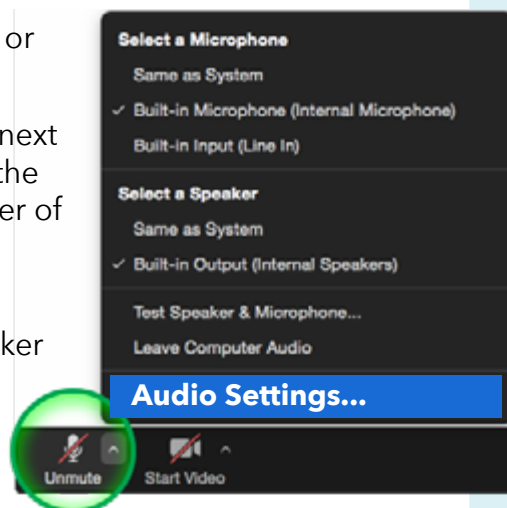 or
next
the
er of
ker
Select a Microphone
Same as System
✓ Built-in Microphone (Internal Microphone)
Built-in Input (Line In)
Select a Speaker
Same as System
✓ Built-in Output (Internal Speakers)
Test Speaker & Microphone...
Leave Computer Audio
Audio Settings...
Unmute
Start Video